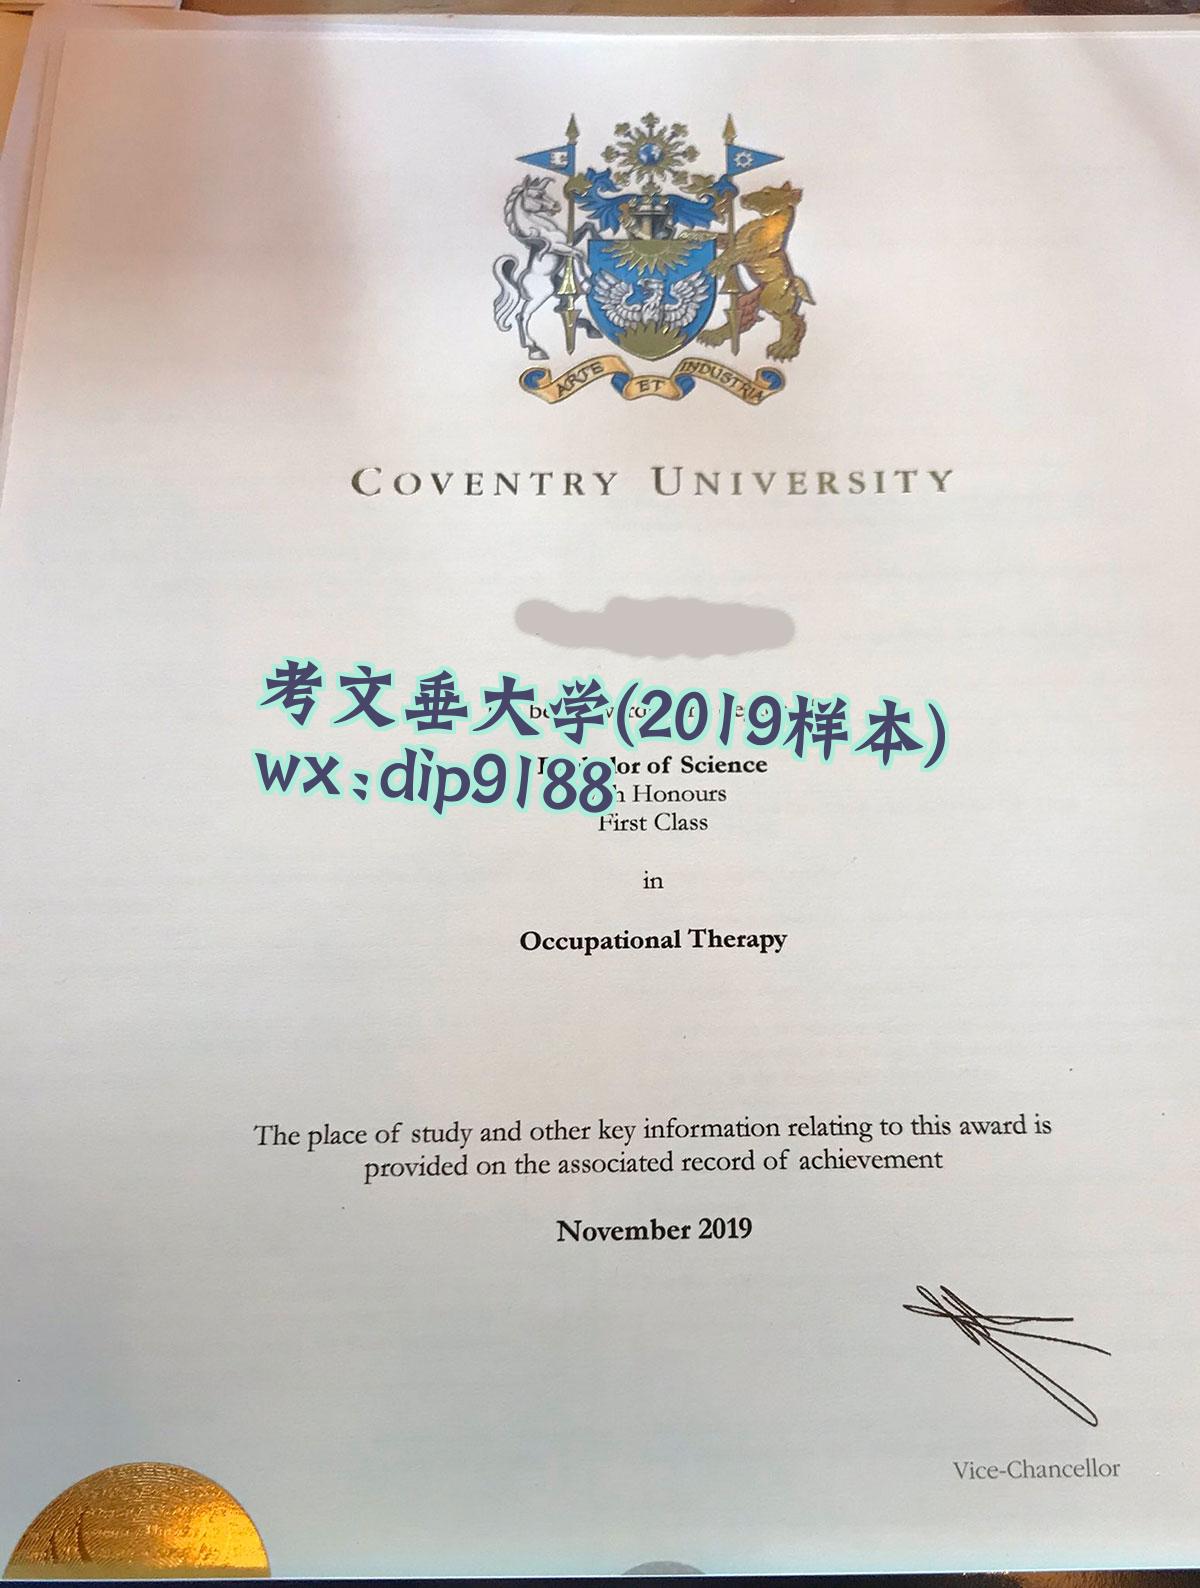 ARTE ET INDUSTRIA
COVENTRY UNIVERSITY
考文垂大学(2019样本)
wx:dip9188
of Science
Honours
First Class
in
Occupational Therapy
The place of study and other key information relating to this award is
provided on the associated record of achievement
November 2019
Vice-Chancellor